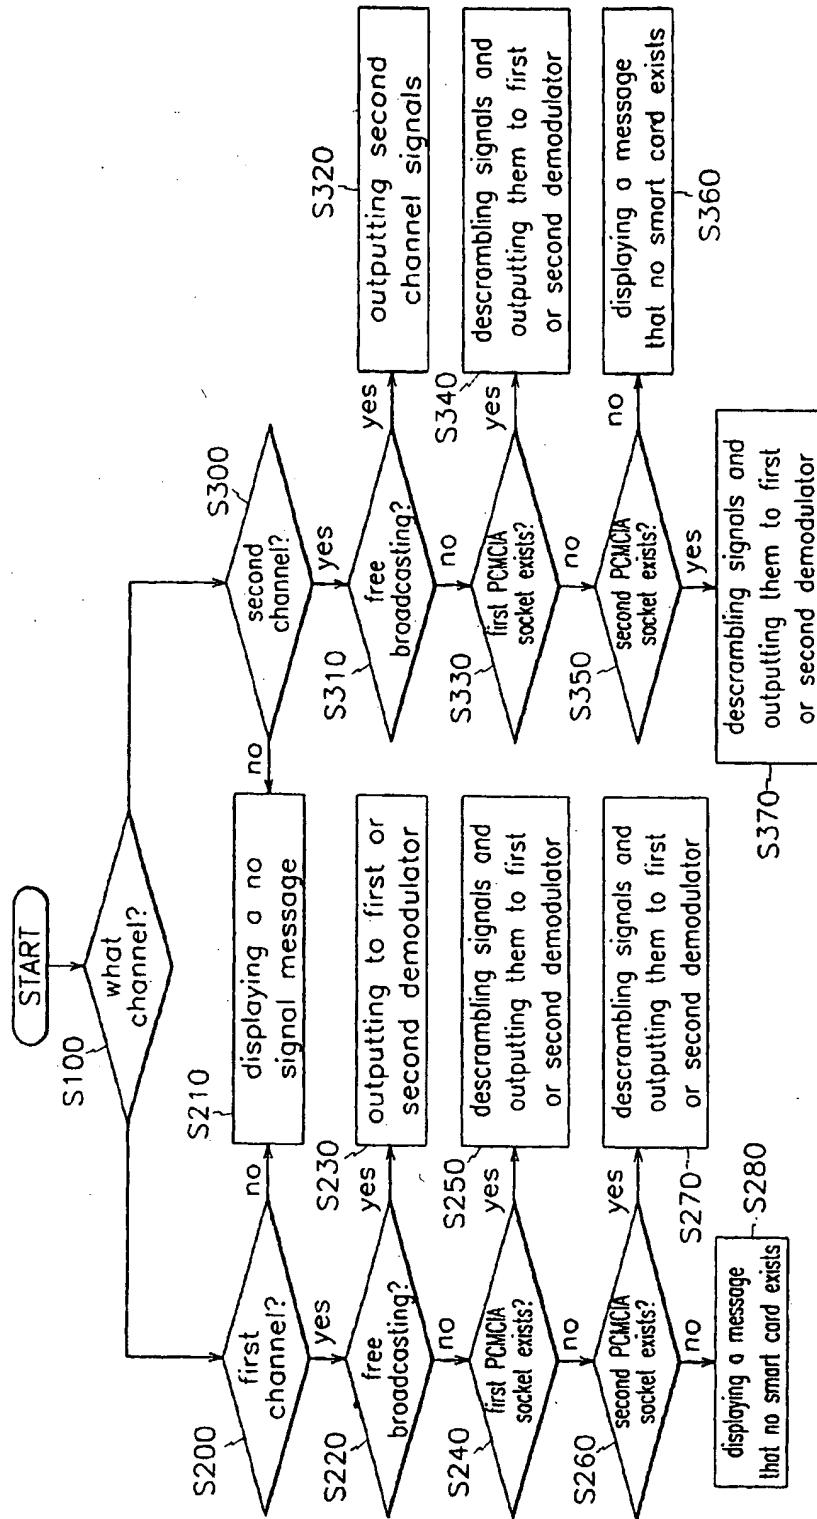 START
S100
what
channel?
S200
first
channel?
no
yes
S210
displaying a no
signal message
S220
free
broadcasting?
yes
no
S230
outputting to first or
second demodulator
S240
first PCMCIA
socket exists?
yes
no
S250
descrambling signals and
outputting them to first
or second demodulator
S260
second PCMCIA
socket exists?
yes
no
S270
descrambling signals and
outputting them to first
or second demodulator
S280
displaying a message
that no smart card exists
S300
second
channel?
no
yes
S310
free
broadcasting?
yes
no
S320
outputting second
channel signals
S330
first PCMCIA
socket exists?
yes
no
S340
descrambling signals and
outputting them to first
or second demodulator
S350
second PCMCIA
socket exists?
no
yes
S360
displaying a message
that no smart card exists
S370
descrambling signals and
outputting them to first
or second demodulator